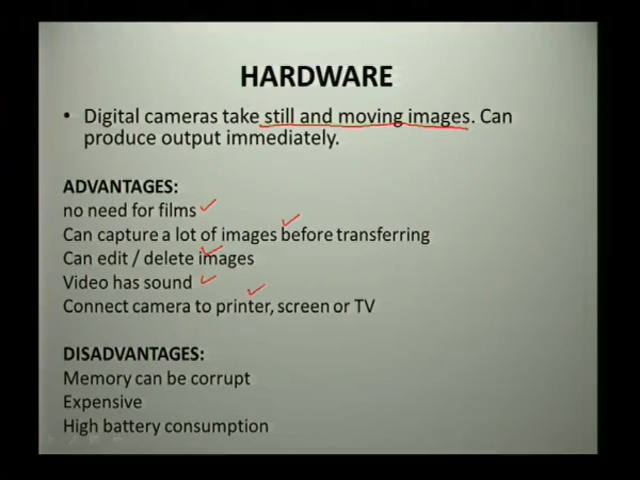 HARDWARE
• Digital cameras take still and moving images. Can
produce output immediately.
ADVANTAGES:
no need for films
Can capture a lot of images before transferring
Can edit / delete images
Video has sound
Connect camera to printer, screen or TV
DISADVANTAGES:
Memory can be corrupt
Expensive
High battery consumption